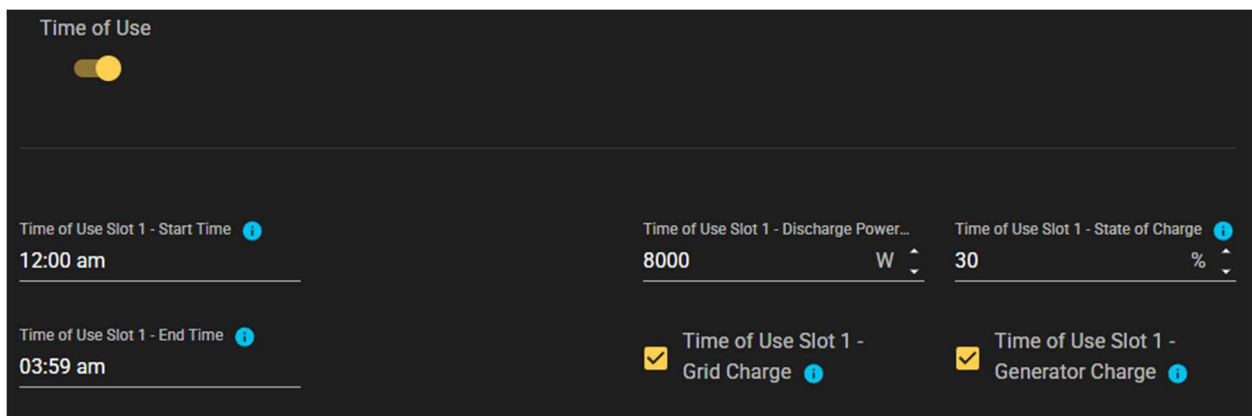 Time of Use
Time of Use Slot 1 - Start Time
12:00 am
Time of Use Slot 1 - Discharge Power...
8000 W
Time of Use Slot 1 - State of Charge
30 %
Time of Use Slot 1 - End Time
03:59 am
Time of Use Slot 1 -
Grid Charge
Time of Use Slot 1 -
Generator Charge